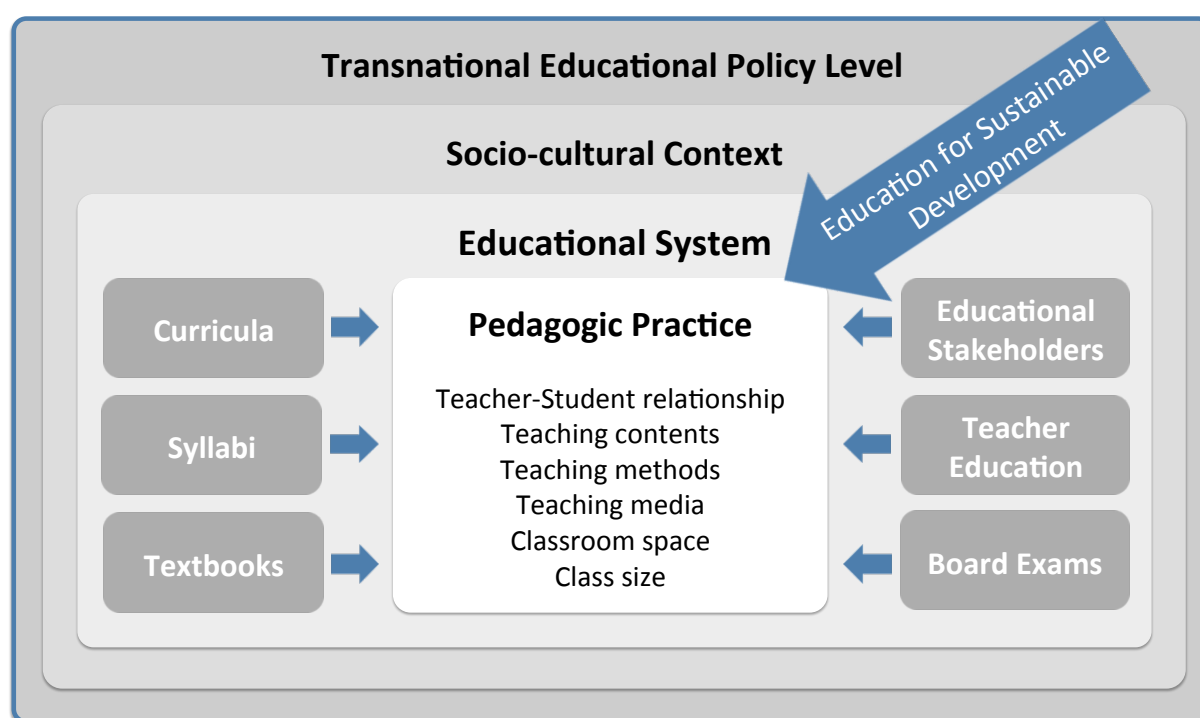 Transnational Educational Policy Level
Education for Sustainable
Development
Socio-cultural Context
Educational System
Curricula
Syllabi
Textbooks
Pedagogic Practice
Teacher-Student relationship
Teaching contents
Teaching methods
Teaching media
Classroom space
Class size
Educational
Stakeholders
Teacher
Education
Board Exams